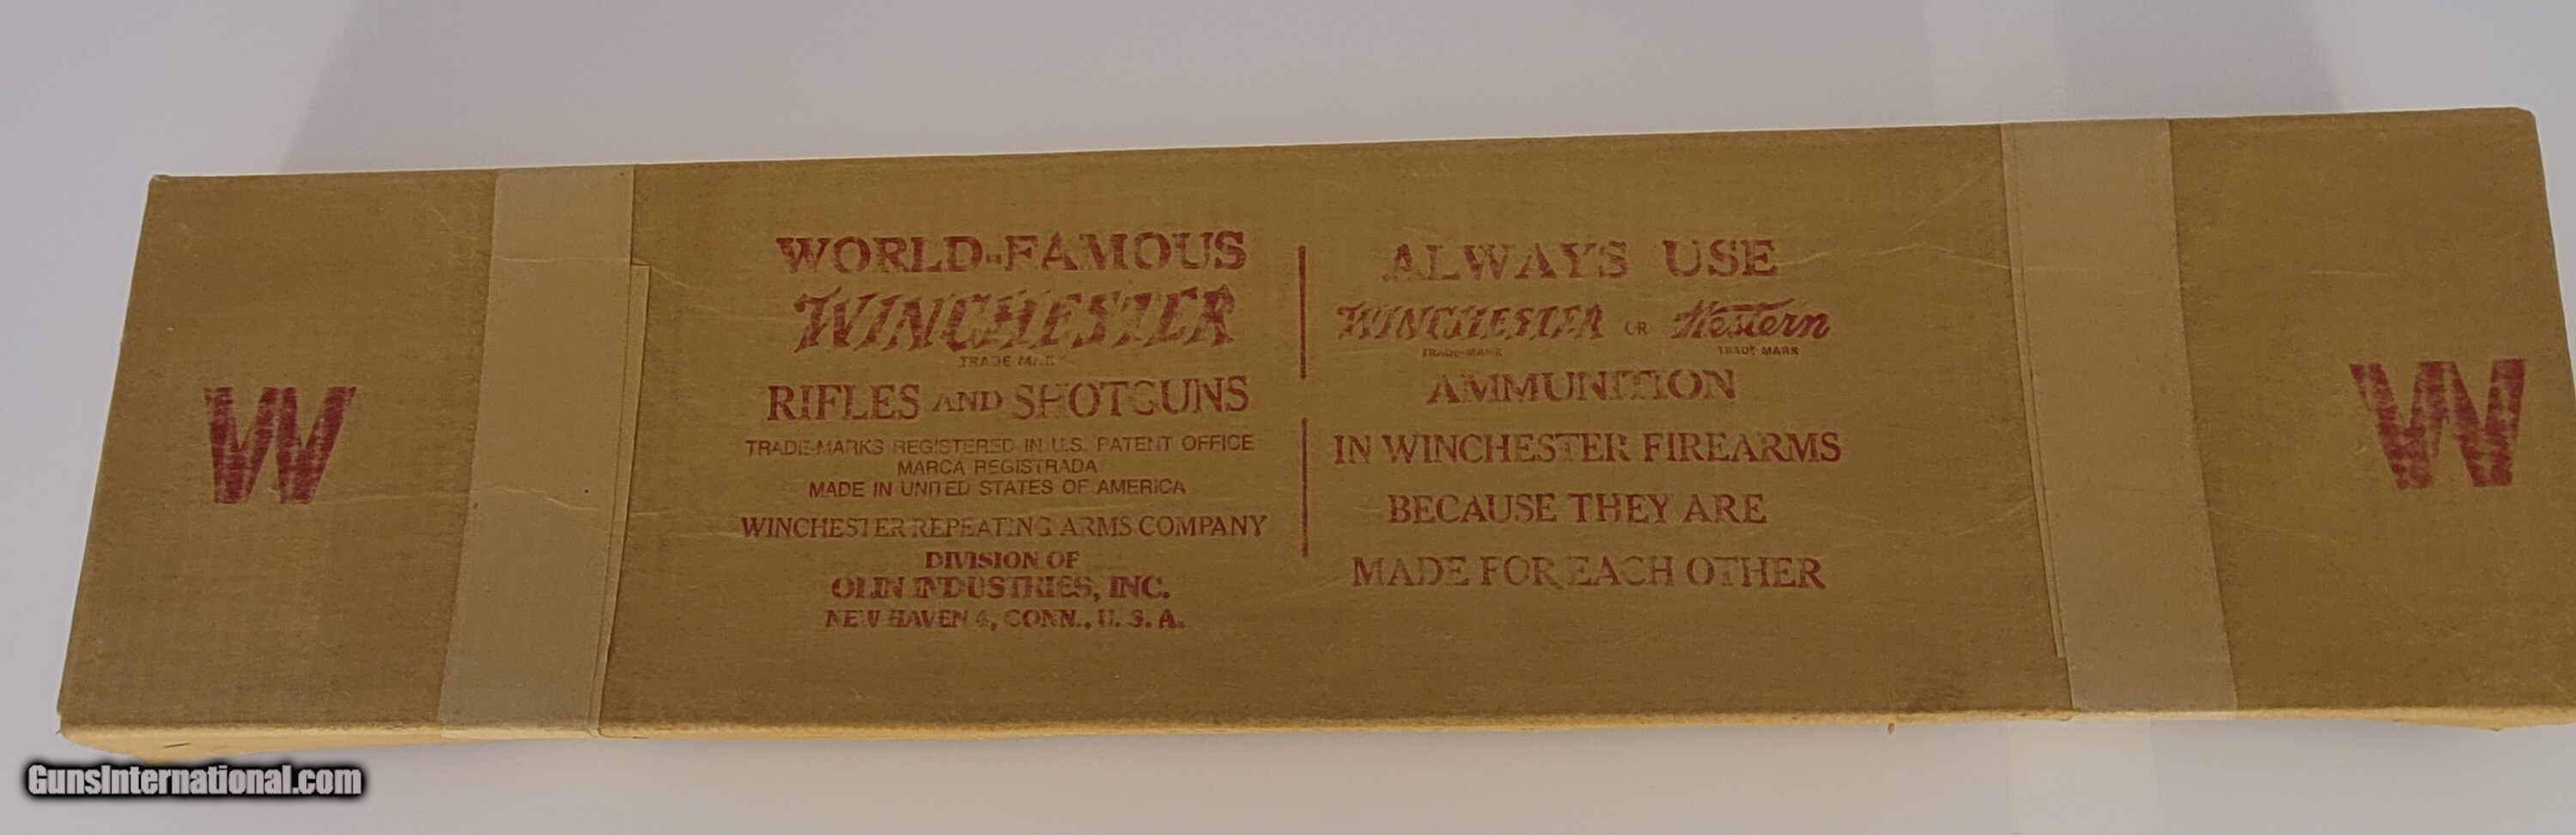 WORLD-FAMOUS
WINCHESTER
TRADE MARK
RIFLES AND SHOTGUNS
TRADE-MARKS REGISTERED IN U.S. PATENT OFFICE
MARCA REGISTRADA
MADE IN UNITED STATES OF AMERICA
WINCHESTER REPEATING ARMS COMPANY
DIVISION OF
OLIN INDUSTRIES, INC.
NEW HAVEN 4, CONN., U. S. A.
ALWAYS USE
WINCHESTER OR Western
TRADE-MARK TRADE MARK
AMMUNITION
IN WINCHESTER FIREARMS
BECAUSE THEY ARE
MADE FOR EACH OTHER
W
W
GunsInternational.com